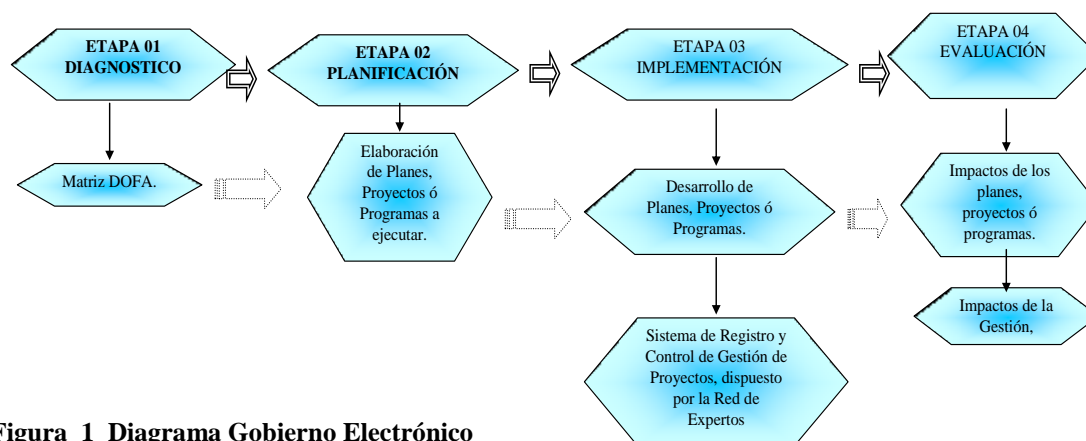 ETAPA 01
DIAGNOSTICO
ETAPA 02
PLANIFICACIÓN
ETAPA 03
IMPLEMENTACIÓN
ETAPA 04
EVALUACIÓN
Matriz DOFA.
Elaboración
de Planes,
Proyectos ó
Programas a
ejecutar.
Desarrollo de
Planes, Proyectos ó
Programas.
Impactos de los
planes,
proyectos ó
programas.
Impactos de la
Gestión,
Sistema de Registro y
Control de Gestión de
Proyectos, dispuesto
por la Red de
Expertos
Figura 1 Diagrama Gobierno Electrónico